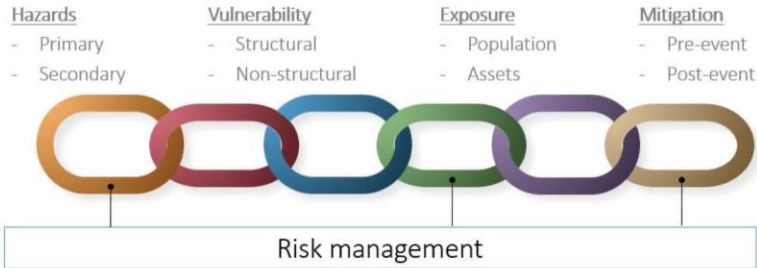 Hazards
- Primary
- Secondary
Vulnerability
- Structural
- Non-structural
Exposure
- Population
- Assets
Mitigation
- Pre-event
- Post-event
Risk management